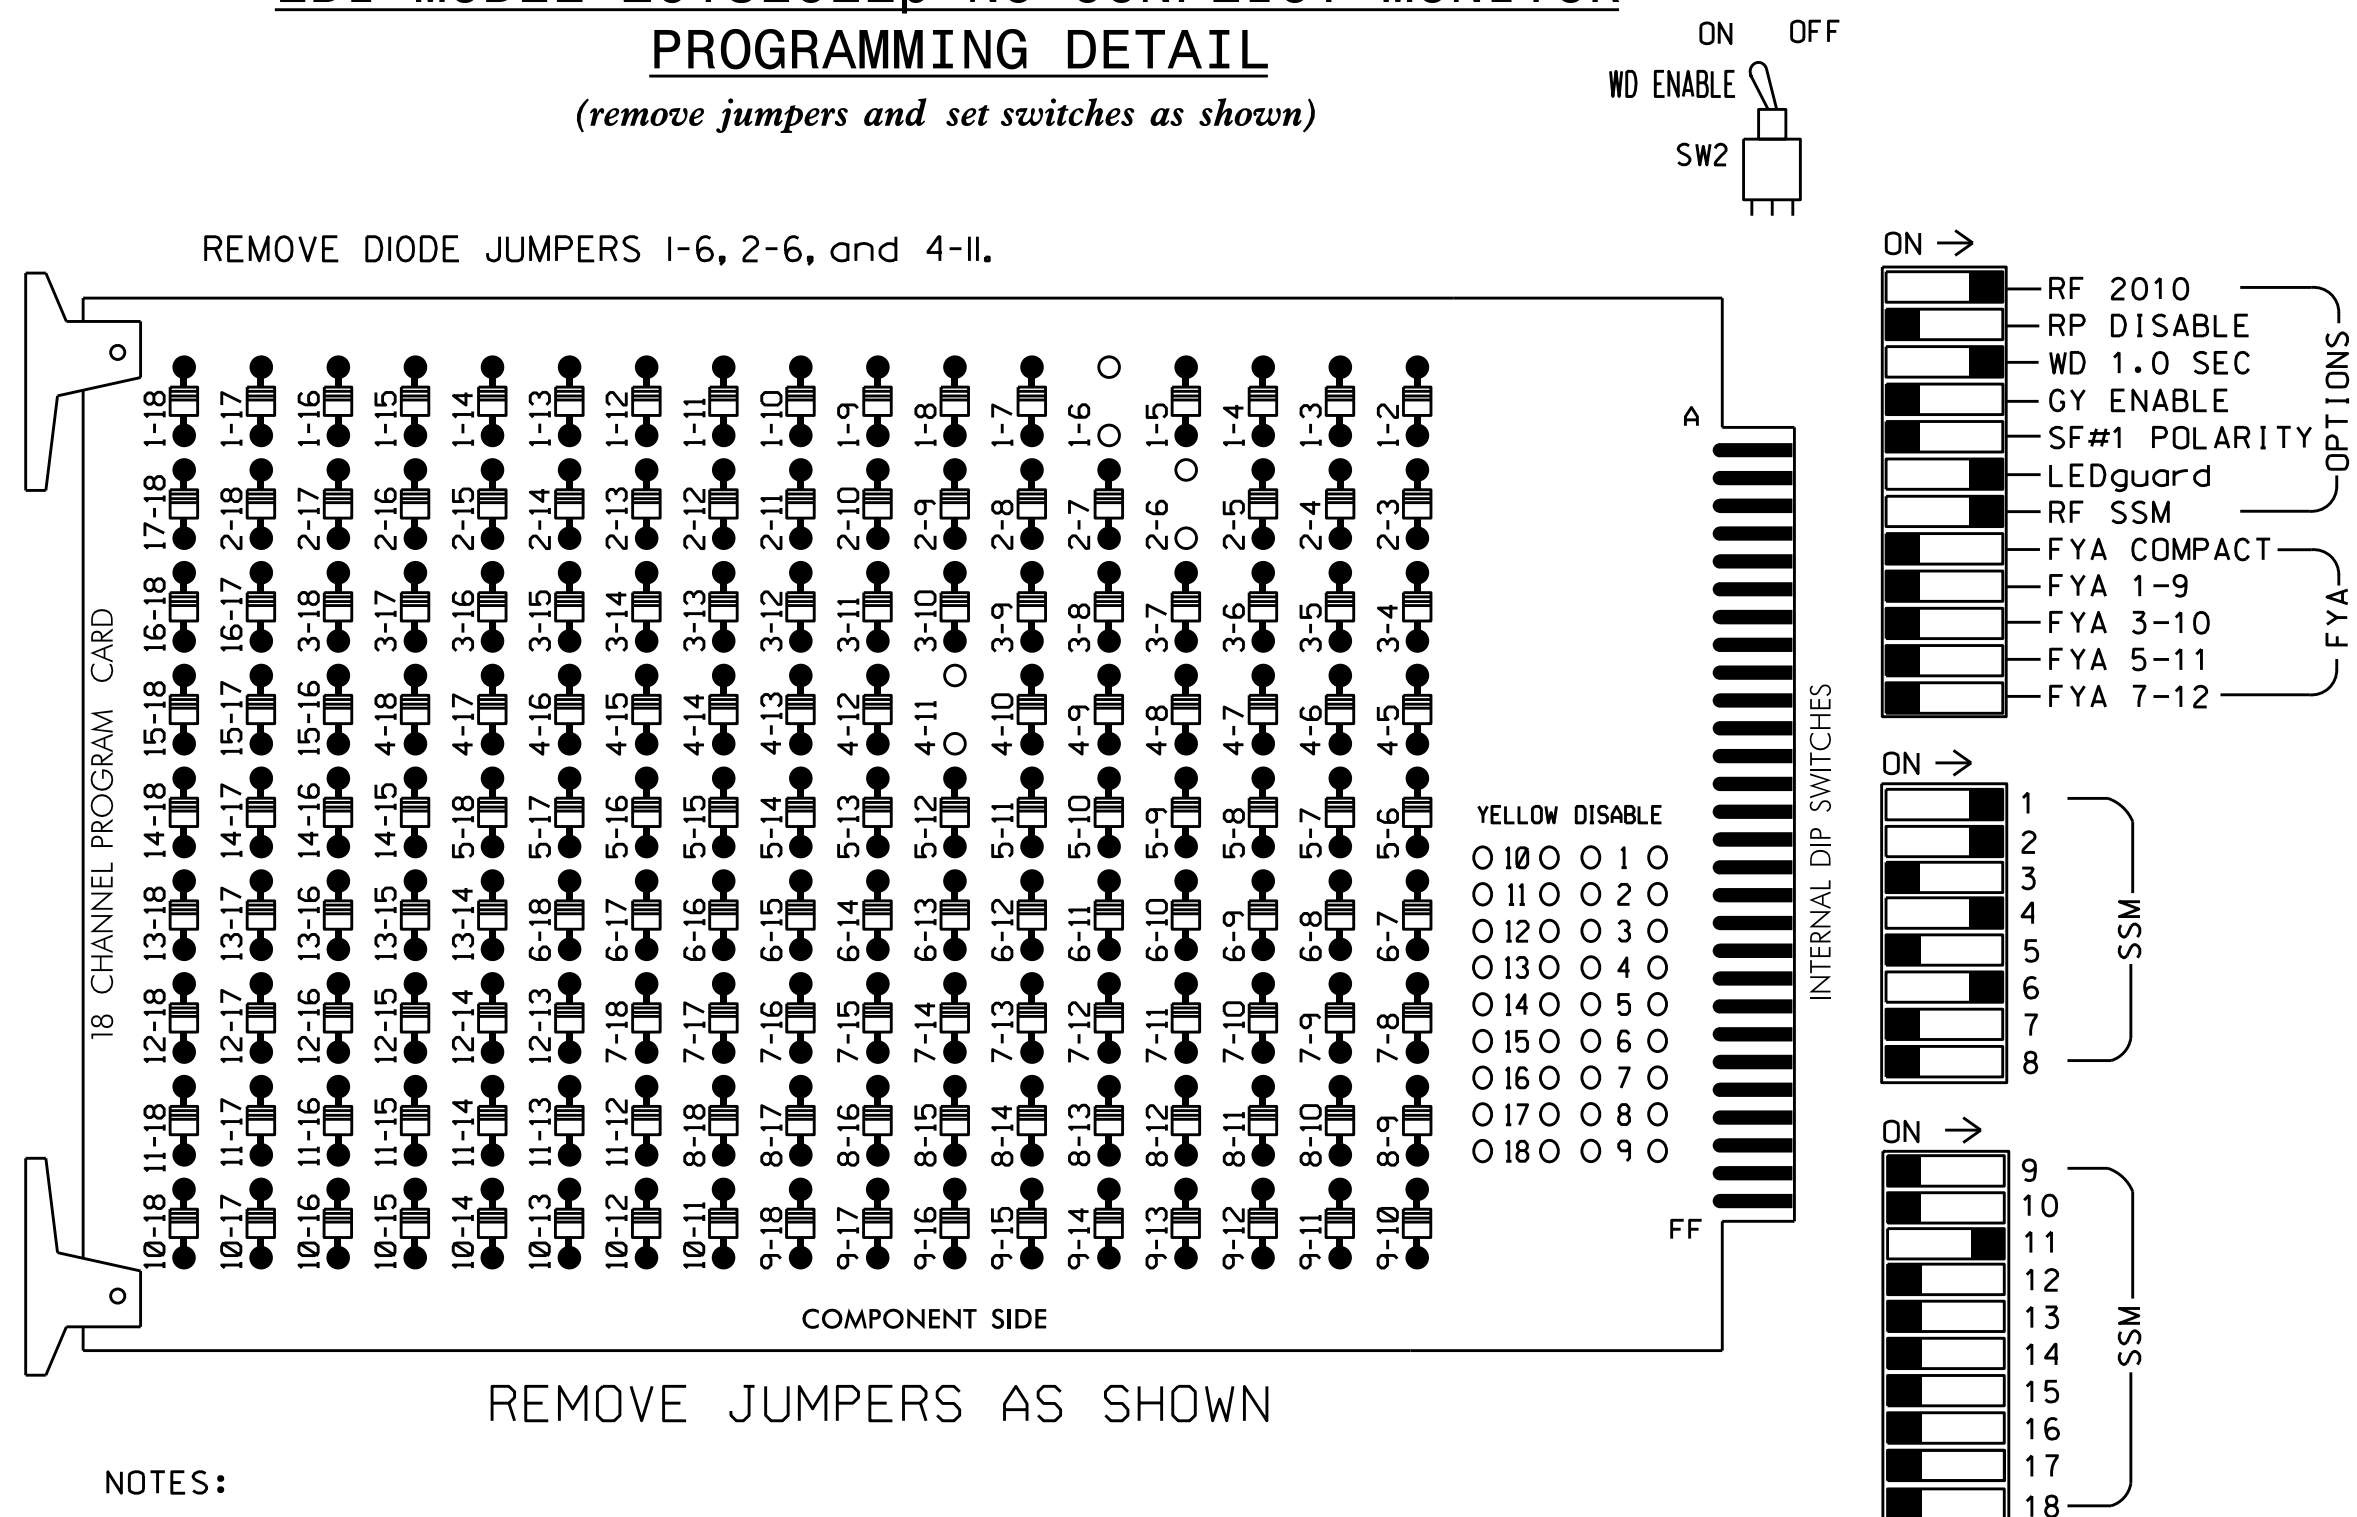 EDI MODEL 2018ECLip-NC CONFLICT MONITOR
PROGRAMMING DETAIL
(remove jumpers and set switches as shown)
ON OFF
WD ENABLE
SW2
REMOVE DIODE JUMPERS 1-6, 2-6, and 4-11.
18 CHANNEL PROGRAM CARD
1-18 1-17 1-16 1-15 1-14 1-13 1-12 1-11 1-10 1-9 1-8 1-7 1-6 1-5 1-4 1-3 1-2
17-18 2-18 2-17 2-16 2-15 2-14 2-13 2-12 2-11 2-10 2-9 2-8 2-7 2-6 2-5 2-4 2-3
16-18 16-17 3-18 3-17 3-16 3-15 3-14 3-13 3-12 3-11 3-10 3-9 3-8 3-7 3-6 3-5 3-4
15-18 15-17 15-16 4-18 4-17 4-16 4-15 4-14 4-13 4-12 4-11 4-10 4-9 4-8 4-7 4-6 4-5
14-18 14-17 14-16 14-15 5-18 5-17 5-16 5-15 5-14 5-13 5-12 5-11 5-10 5-9 5-8 5-7 5-6
13-18 13-17 13-16 13-15 13-14 6-18 6-17 6-16 6-15 6-14 6-13 6-12 6-11 6-10 6-9 6-8 6-7
12-18 12-17 12-16 12-15 12-14 12-13 7-18 7-17 7-16 7-15 7-14 7-13 7-12 7-11 7-10 7-9 7-8
11-18 11-17 11-16 11-15 11-14 11-13 11-12 8-18 8-17 8-16 8-15 8-14 8-13 8-12 8-11 8-10 8-9
10-18 10-17 10-16 10-15 10-14 10-13 10-12 10-11 9-18 9-17 9-16 9-15 9-14 9-13 9-12 9-11 9-10
YELLOW DISABLE
10 1
11 2
12 3
13 4
14 5
15 6
16 7
17 8
18 9
A
FF
COMPONENT SIDE
INTERNAL DIP SWITCHES
ON
RF 2010
RP DISABLE
WD 1.0 SEC
GY ENABLE
SF#1 POLARITY
LEDguard
RF SSM
OPTIONS
FYA COMPACT
FYA 1-9
FYA 3-10
FYA 5-11
FYA 7-12
FYA
ON
1
2
3
4
5
6
7
8
SSM
ON
9
10
11
12
13
14
15
16
17
18
SSM
REMOVE JUMPERS AS SHOWN
NOTES: